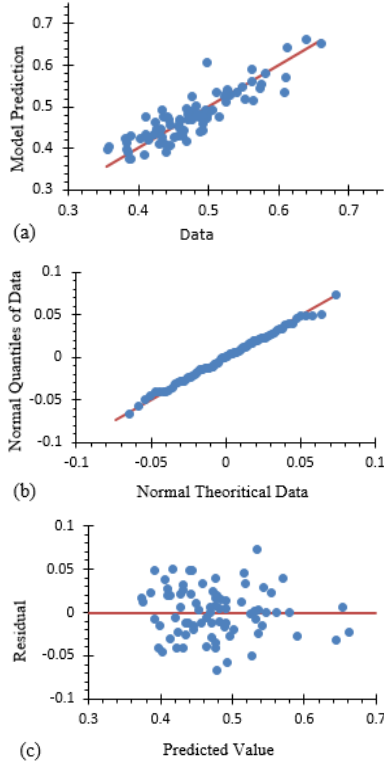 0.7
0.6
0.5
0.4
0.3
Model Prediction
0.3 0.4 0.5 0.6 0.7
(a)
Data
0.1
0.05
0
-0.05
-0.1
Normal Quantiles of Data
-0.1 -0.05 0 0.05 0.1
(b)
Normal Theoritical Data
0.1
0.05
0
-0.05
-0.1
Residual
0.3 0.4 0.5 0.6 0.7
(c)
Predicted Value